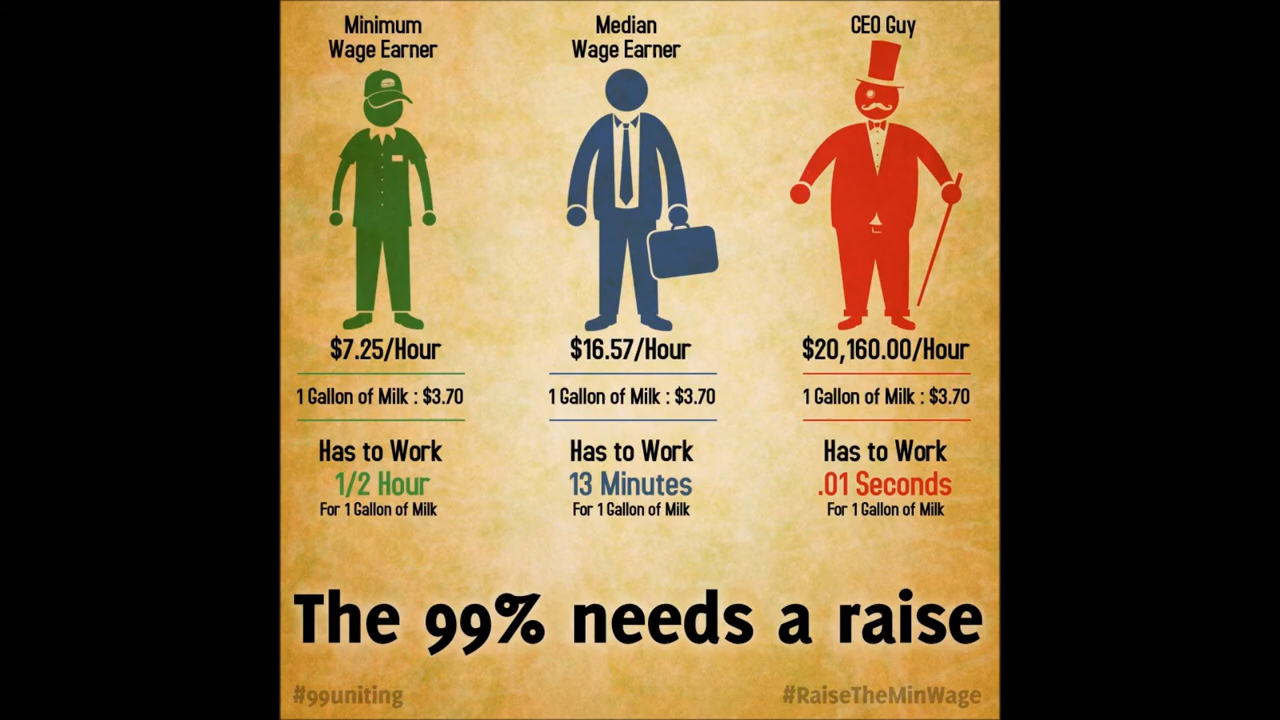 Minimum
Wage Earner
Median
Wage Earner
CEO Guy
$7.25/Hour
$16.57/Hour
$20,160.00/Hour
1 Gallon of Milk : $3.70
1 Gallon of Milk : $3.70
1 Gallon of Milk : $3.70
Has to Work
1/2 Hour
For 1 Gallon of Milk
Has to Work
13 Minutes
For 1 Gallon of Milk
Has to Work
.01 Seconds
For 1 Gallon of Milk
The 99% needs a raise
#99uniting
#RaiseTheMinWage